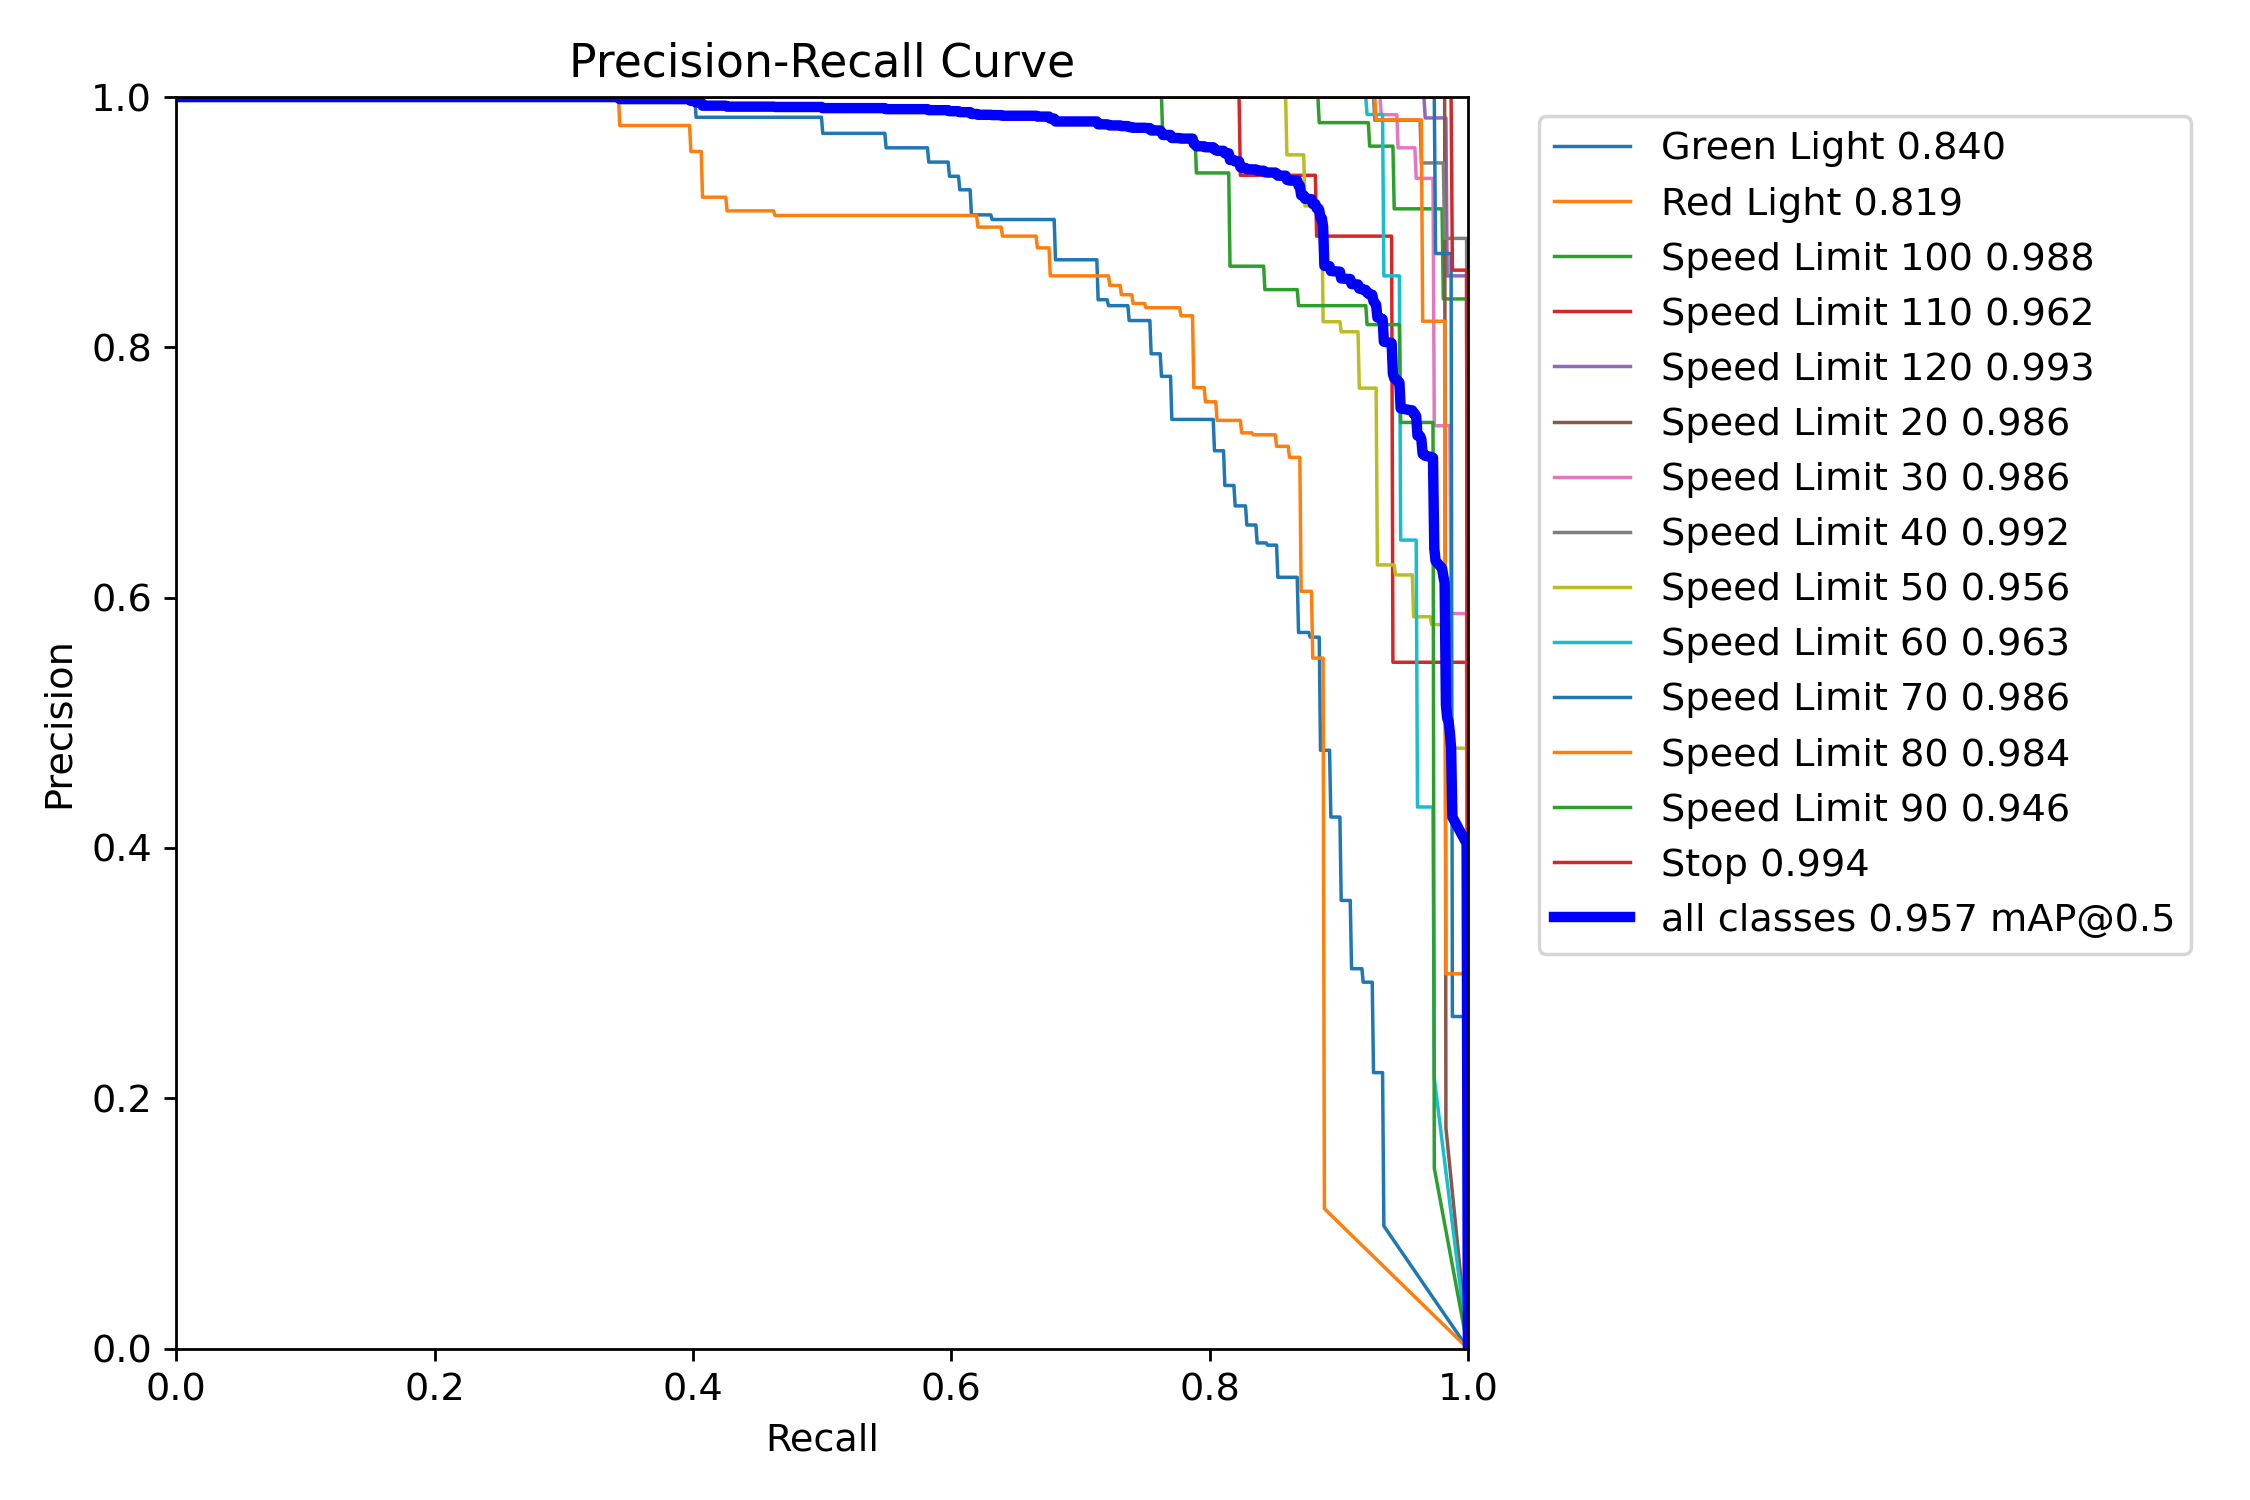 Precision-Recall Curve
1.0
0.8
0.6
0.4
0.2
0.0
Precision
0.0 0.2 0.4 0.6 0.8 1.0
Recall
Green Light 0.840
Red Light 0.819
Speed Limit 100 0.988
Speed Limit 110 0.962
Speed Limit 120 0.993
Speed Limit 20 0.986
Speed Limit 30 0.986
Speed Limit 40 0.992
Speed Limit 50 0.956
Speed Limit 60 0.963
Speed Limit 70 0.986
Speed Limit 80 0.984
Speed Limit 90 0.946
Stop 0.994
all classes 0.957 mAP@0.5